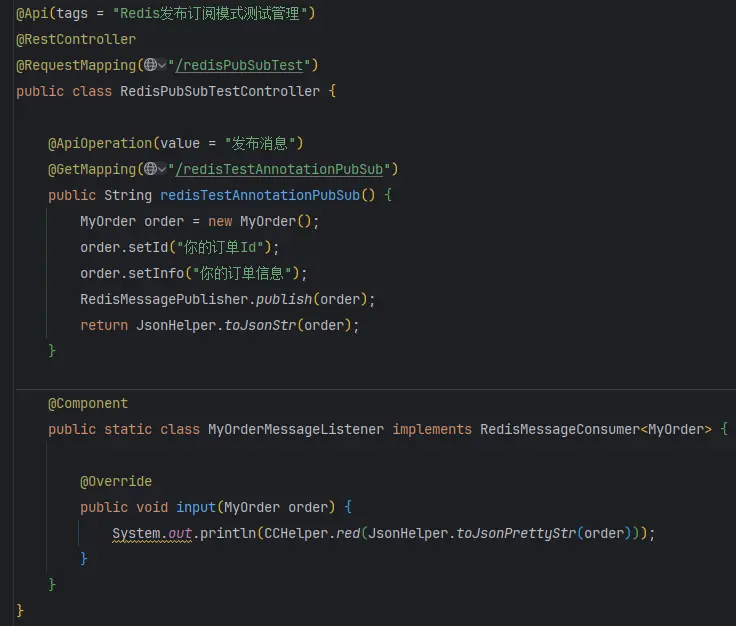 @Api(tags = "Redis发布订阅模式测试管理")
@RestController
@RequestMapping("/redisPubSubTest")
public class RedisPubSubTestController {
@ApiOperation(value = "发布消息")
@GetMapping("/redisTestAnnotationPubSub")
public String redisTestAnnotationPubSub() {
MyOrder order = new MyOrder();
order.setId("你的订单Id");
order.setInfo("你的订单信息");
RedisMessagePublisher.publish(order);
return JsonHelper.toJsonStr(order);
}
@Component
public static class MyOrderMessageListener implements RedisMessageConsumer<MyOrder> {
@Override
public void input(MyOrder order) {
System.out.println(CCHelper.red(JsonHelper.toJsonPrettyStr(order)));
}
}
}